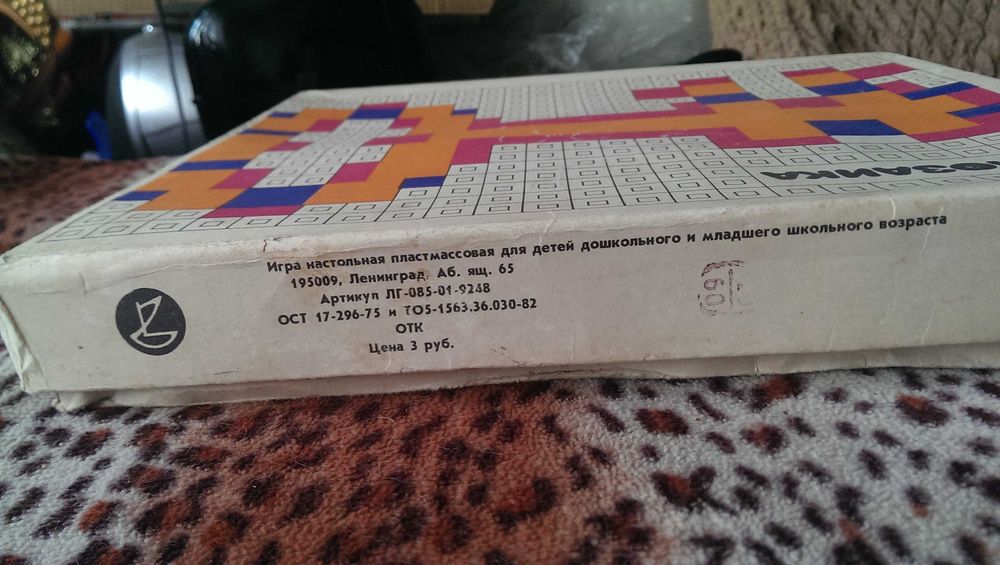 МОЗАИКА
Игра настольная пластмассовая для детей дошкольного и младшего школьного возраста
195009, Ленинград. Аб. ящ. 65
Артикул ЛГ-085-01-9248
ОСТ 17-296-75 и ТО5-1563.36.030-82
ОТК
Цена 3 руб.